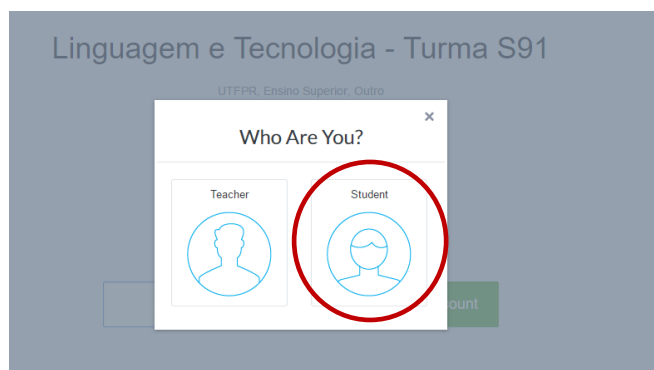 Linguagem e Tecnologia - Turma S91
UTFPR, Ensino Superior, Outro
×
Who Are You?
Teacher
Student
ount